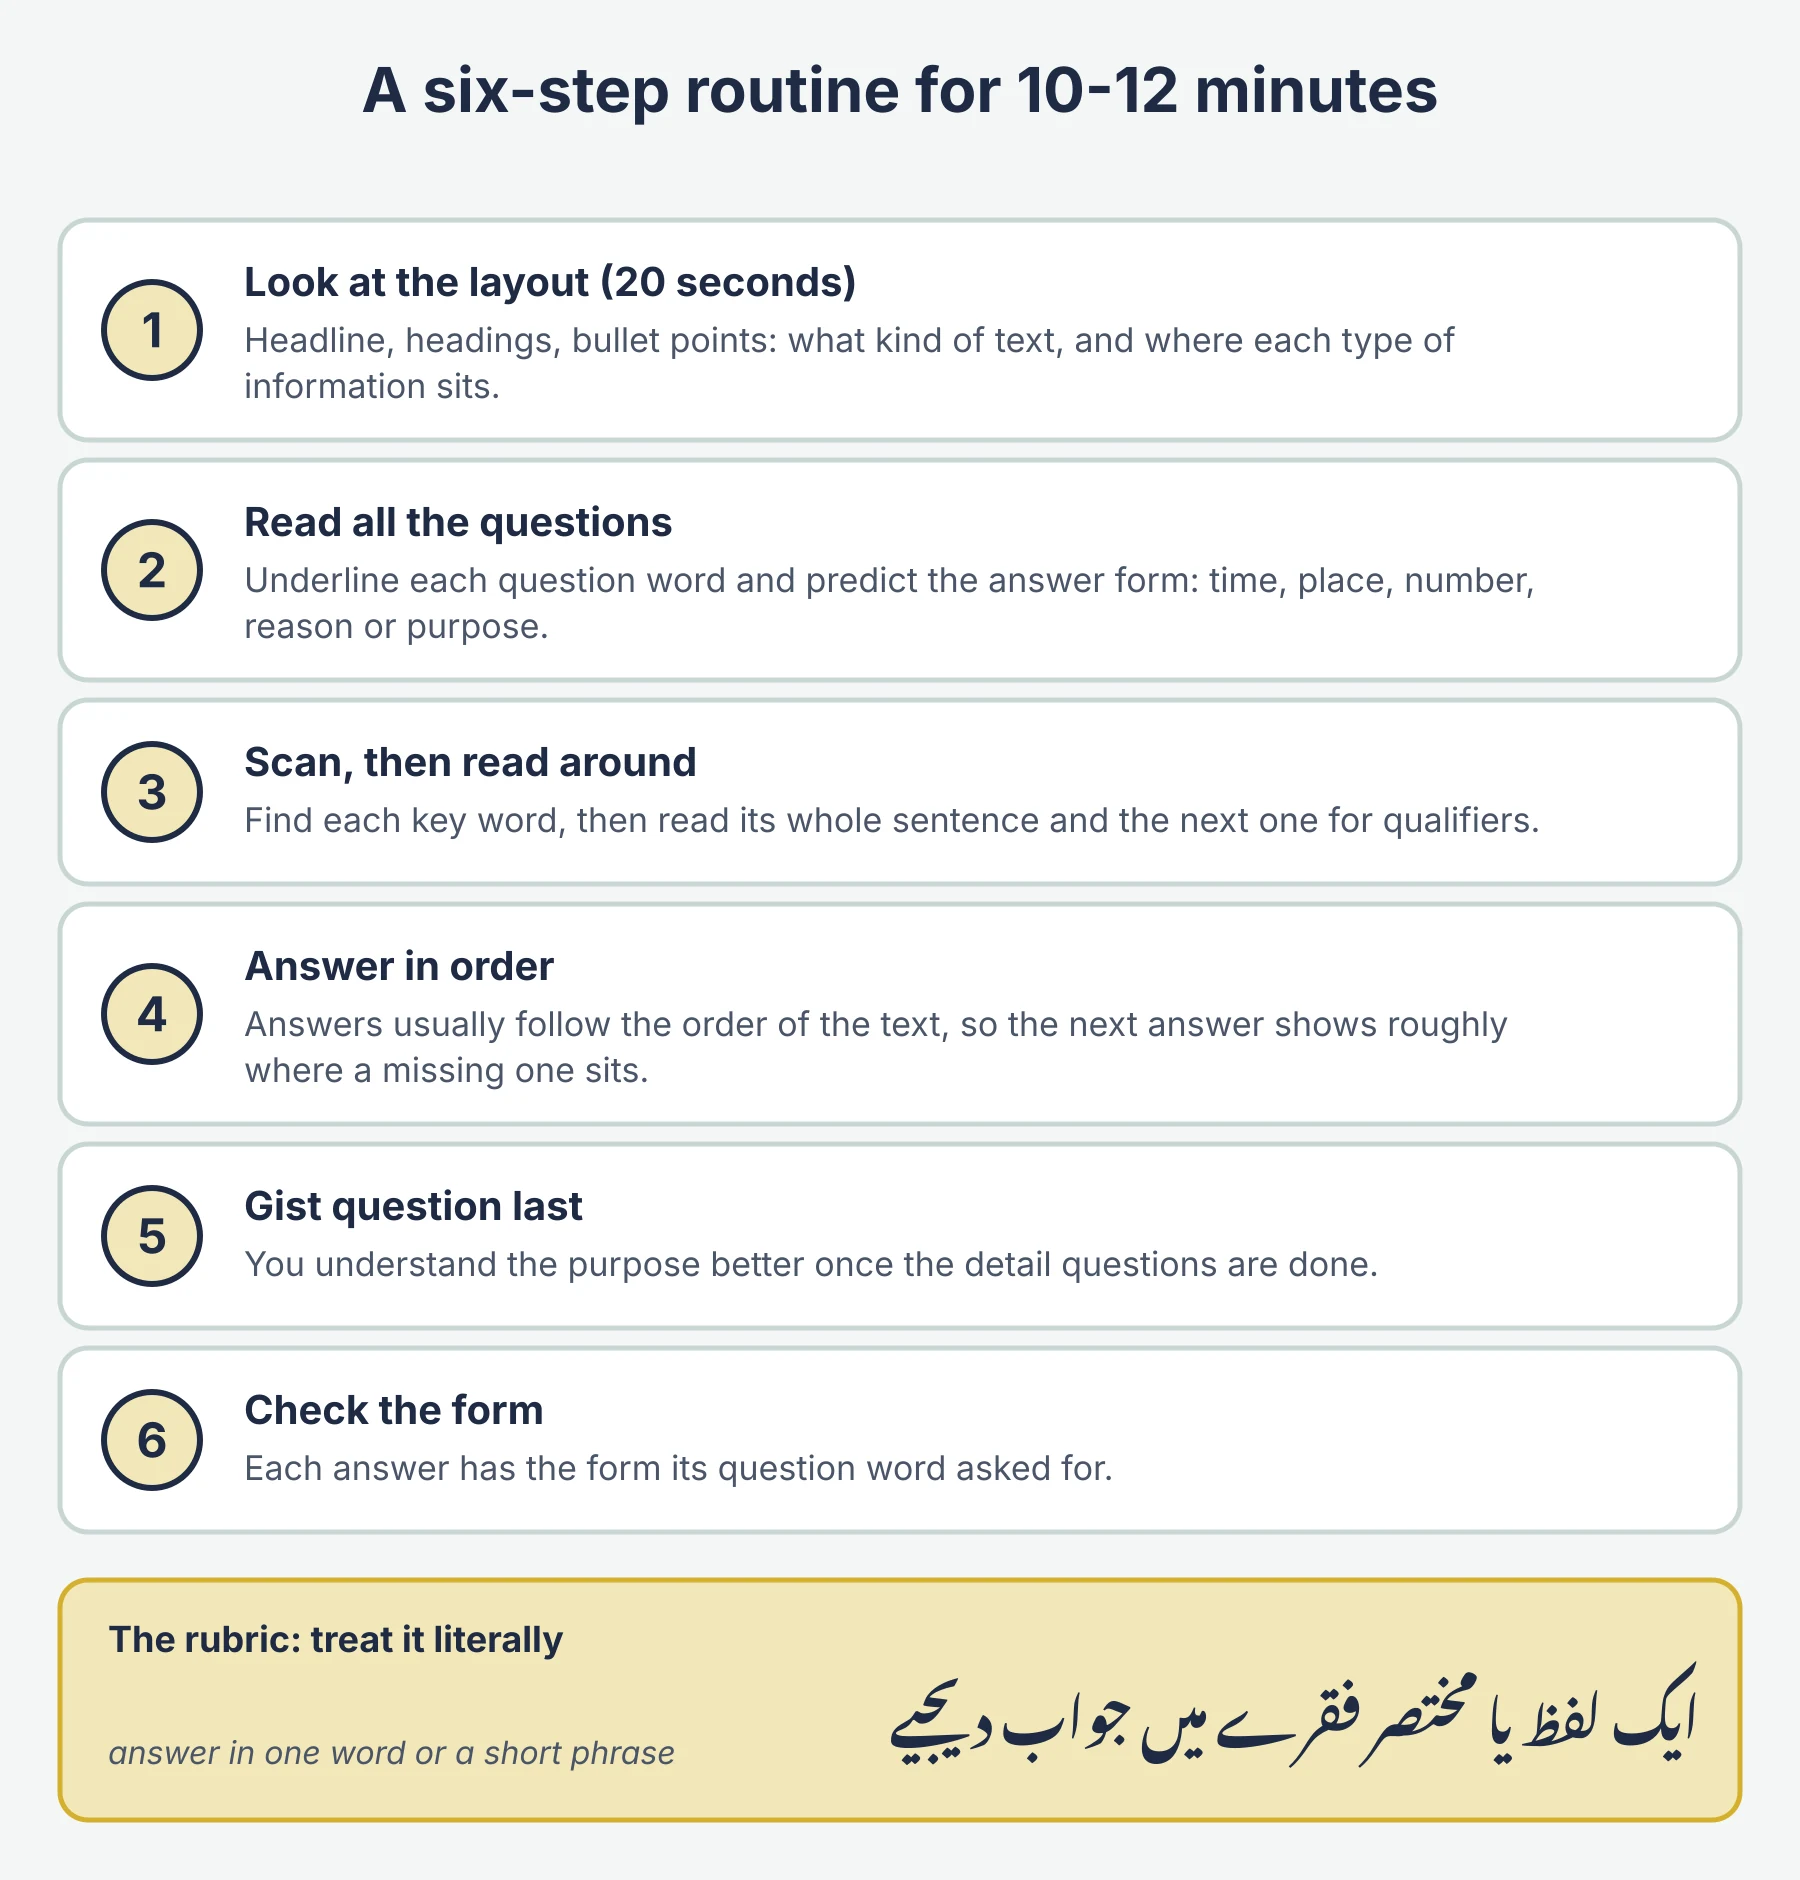 A six-step routine for 10-12 minutes
1
Look at the layout (20 seconds)
Headline, headings, bullet points: what kind of text, and where each type of
information sits.
2
Read all the questions
Underline each question word and predict the answer form: time, place, number,
reason or purpose.
3
Scan, then read around
Find each key word, then read its whole sentence and the next one for qualifiers.
4
Answer in order
Answers usually follow the order of the text, so the next answer shows roughly
where a missing one sits.
5
Gist question last
You understand the purpose better once the detail questions are done.
6
Check the form
Each answer has the form its question word asked for.
The rubric: treat it literally
ایک لفظ یا مختصر فقرے میں جواب دیجیے
answer in one word or a short phrase